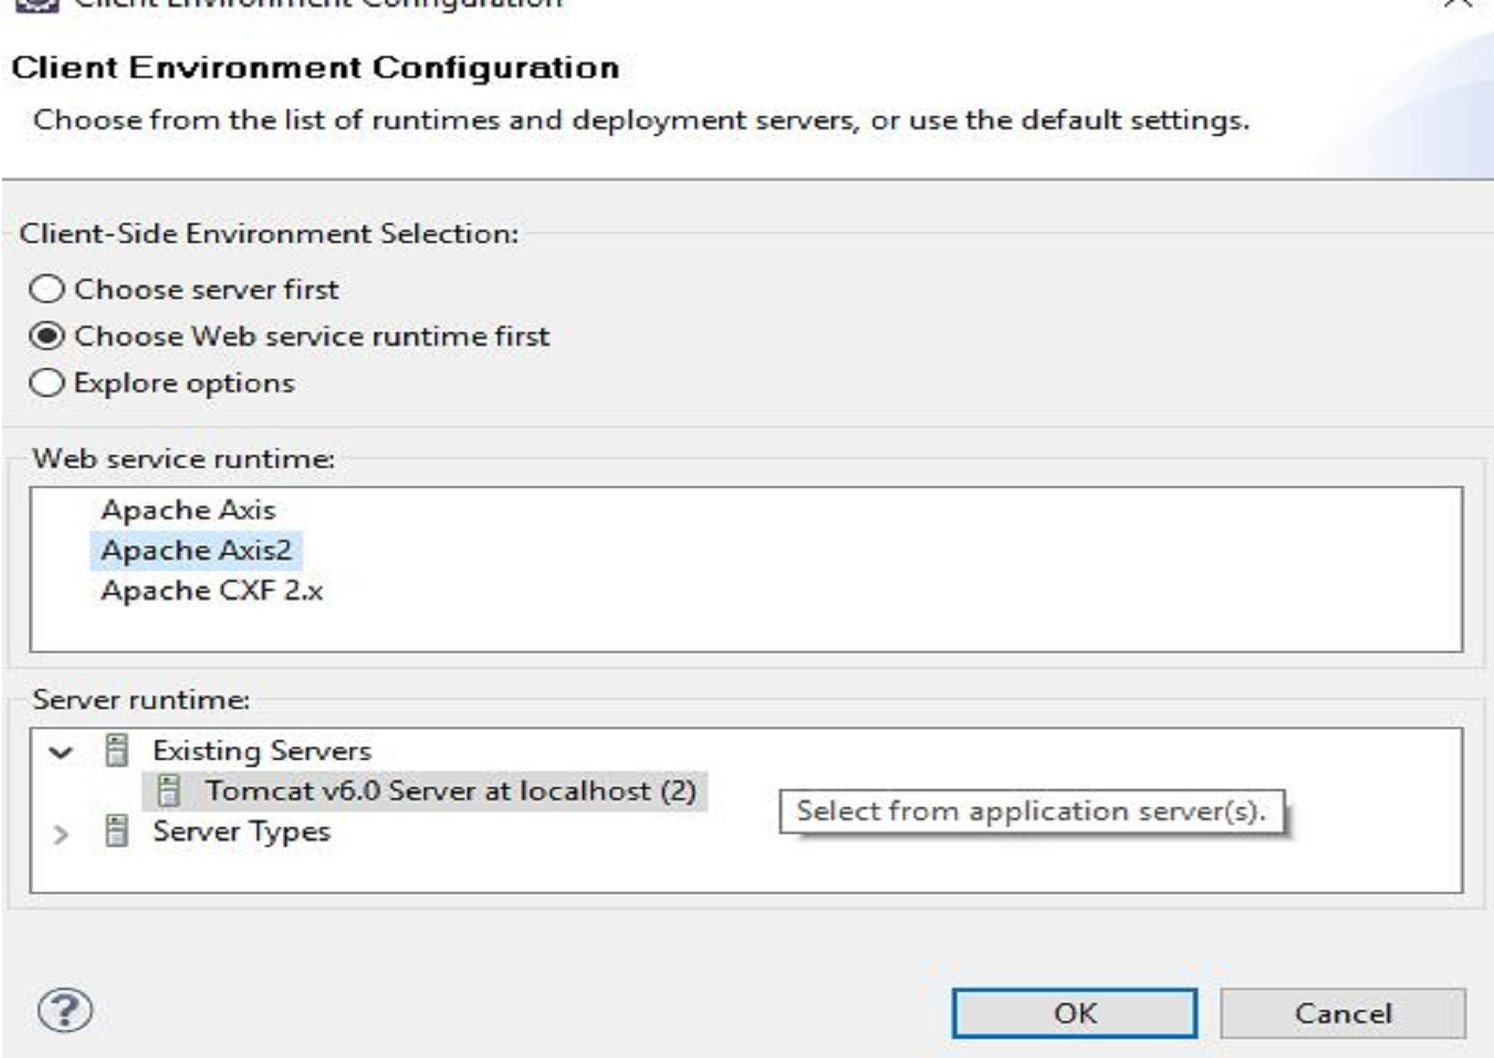 Client Environment Configuration
Client Environment Configuration
Choose from the list of runtimes and deployment servers, or use the default settings.
Client-Side Environment Selection:
Choose server first
Choose Web service runtime first
Explore options
Web service runtime:
Apache Axis
Apache Axis2
Apache CXF 2.x
Server runtime:
Existing Servers
Tomcat v6.0 Server at localhost (2)
Select from application server(s).
Server Types
?
OK
Cancel